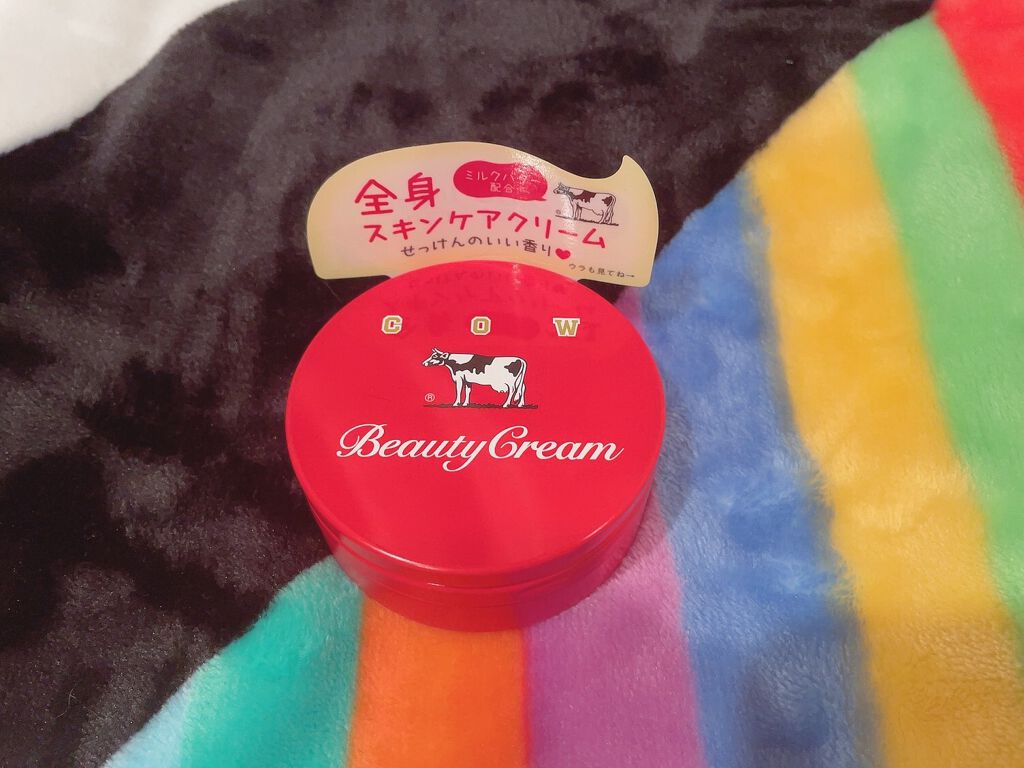 ミルクバター
配合♨
全身
スキンケアクリーム
せっけんのいい香り♥
ウラも見てね→
COW
®
Beauty Cream